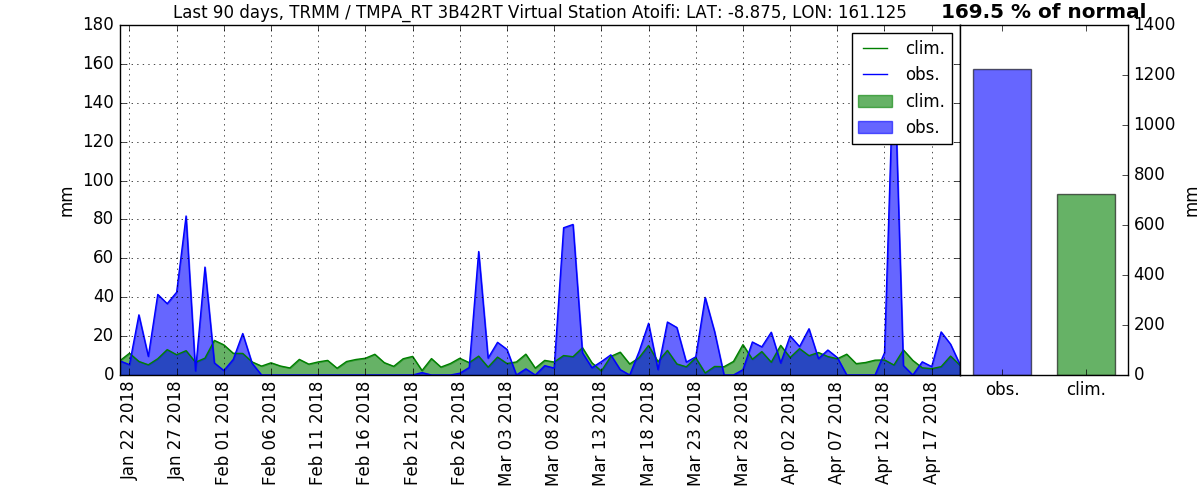 Last 90 days, TRMM / TMPA_RT 3B42RT Virtual Station Atoifi: LAT: -8.875, LON: 161.125
169.5 % of normal
180
160
140
120
100
80
60
40
20
0
mm
clim.
obs.
clim.
obs.
1400
1200
1000
800
600
400
200
0
mm
Jan 22 2018
Jan 27 2018
Feb 01 2018
Feb 06 2018
Feb 11 2018
Feb 16 2018
Feb 21 2018
Feb 26 2018
Mar 03 2018
Mar 08 2018
Mar 13 2018
Mar 18 2018
Mar 23 2018
Mar 28 2018
Apr 02 2018
Apr 07 2018
Apr 12 2018
Apr 17 2018
obs.
clim.